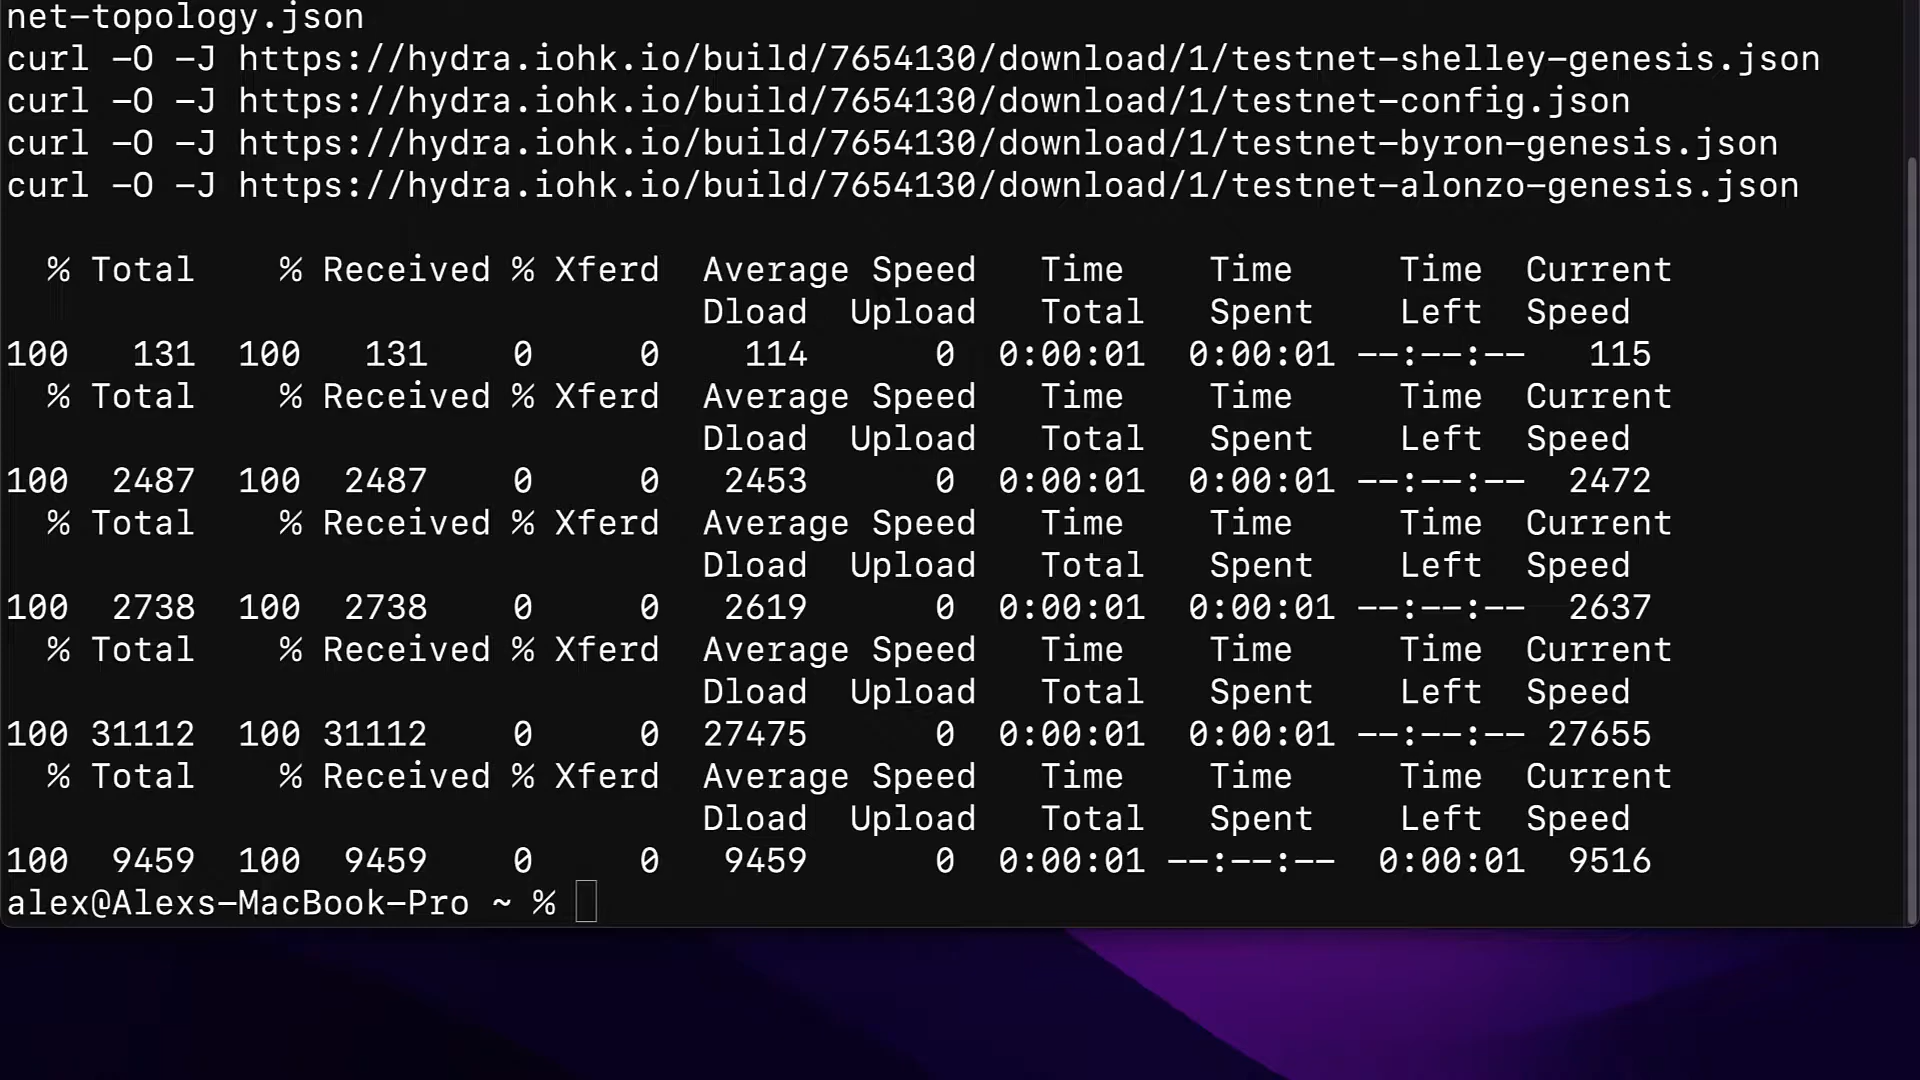 net-topology.json
curl -O -J https://hydra.iohk.io/build/7654130/download/1/testnet-shelley-genesis.json
curl -O -J https://hydra.iohk.io/build/7654130/download/1/testnet-config.json
curl -O -J https://hydra.iohk.io/build/7654130/download/1/testnet-byron-genesis.json
curl -O -J https://hydra.iohk.io/build/7654130/download/1/testnet-alonzo-genesis.json
% Total % Received % Xferd Average Speed Time Time Time Current
Dload Upload Total Spent Left Speed
100 131 100 131 0 0 114 0 0:00:01 0:00:01 --:--:-- 115
% Total % Received % Xferd Average Speed Time Time Time Current
Dload Upload Total Spent Left Speed
100 2487 100 2487 0 0 2453 0 0:00:01 0:00:01 --:--:-- 2472
% Total % Received % Xferd Average Speed Time Time Time Current
Dload Upload Total Spent Left Speed
100 2738 100 2738 0 0 2619 0 0:00:01 0:00:01 --:--:-- 2637
% Total % Received % Xferd Average Speed Time Time Time Current
Dload Upload Total Spent Left Speed
100 31112 100 31112 0 0 27475 0 0:00:01 0:00:01 --:--:-- 27655
% Total % Received % Xferd Average Speed Time Time Time Current
Dload Upload Total Spent Left Speed
100 9459 100 9459 0 0 9459 0 0:00:01 --:--:-- 0:00:01 9516
alex@Alexs-MacBook-Pro ~ %